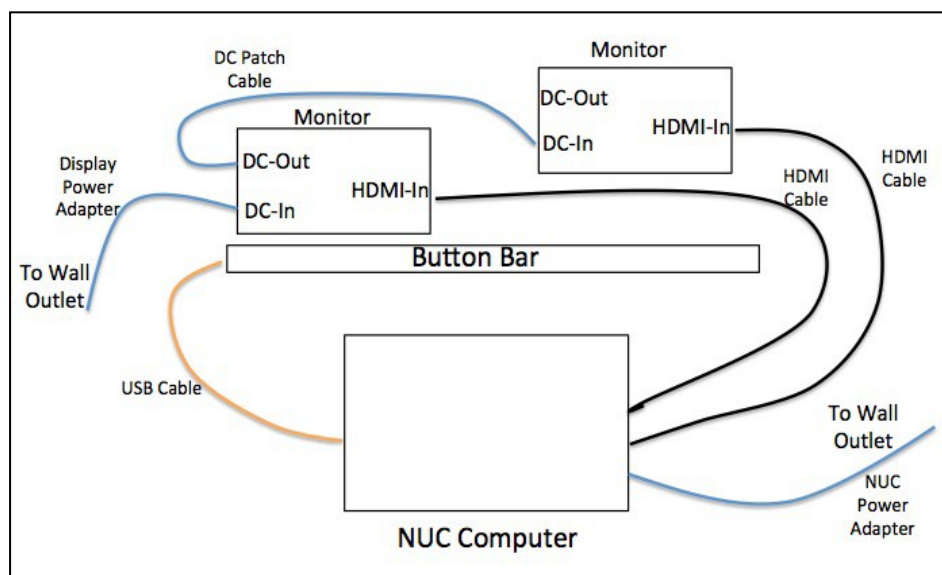 Monitor
DC-Out
DC-In
HDMI-In
DC Patch
Cable
Monitor
DC-Out
HDMI-In
DC-In
Display
Power
Adapter
To Wall
Outlet
HDMI
Cable
HDMI
Cable
Button Bar
USB Cable
NUC Computer
To Wall
Outlet
NUC
Power
Adapter